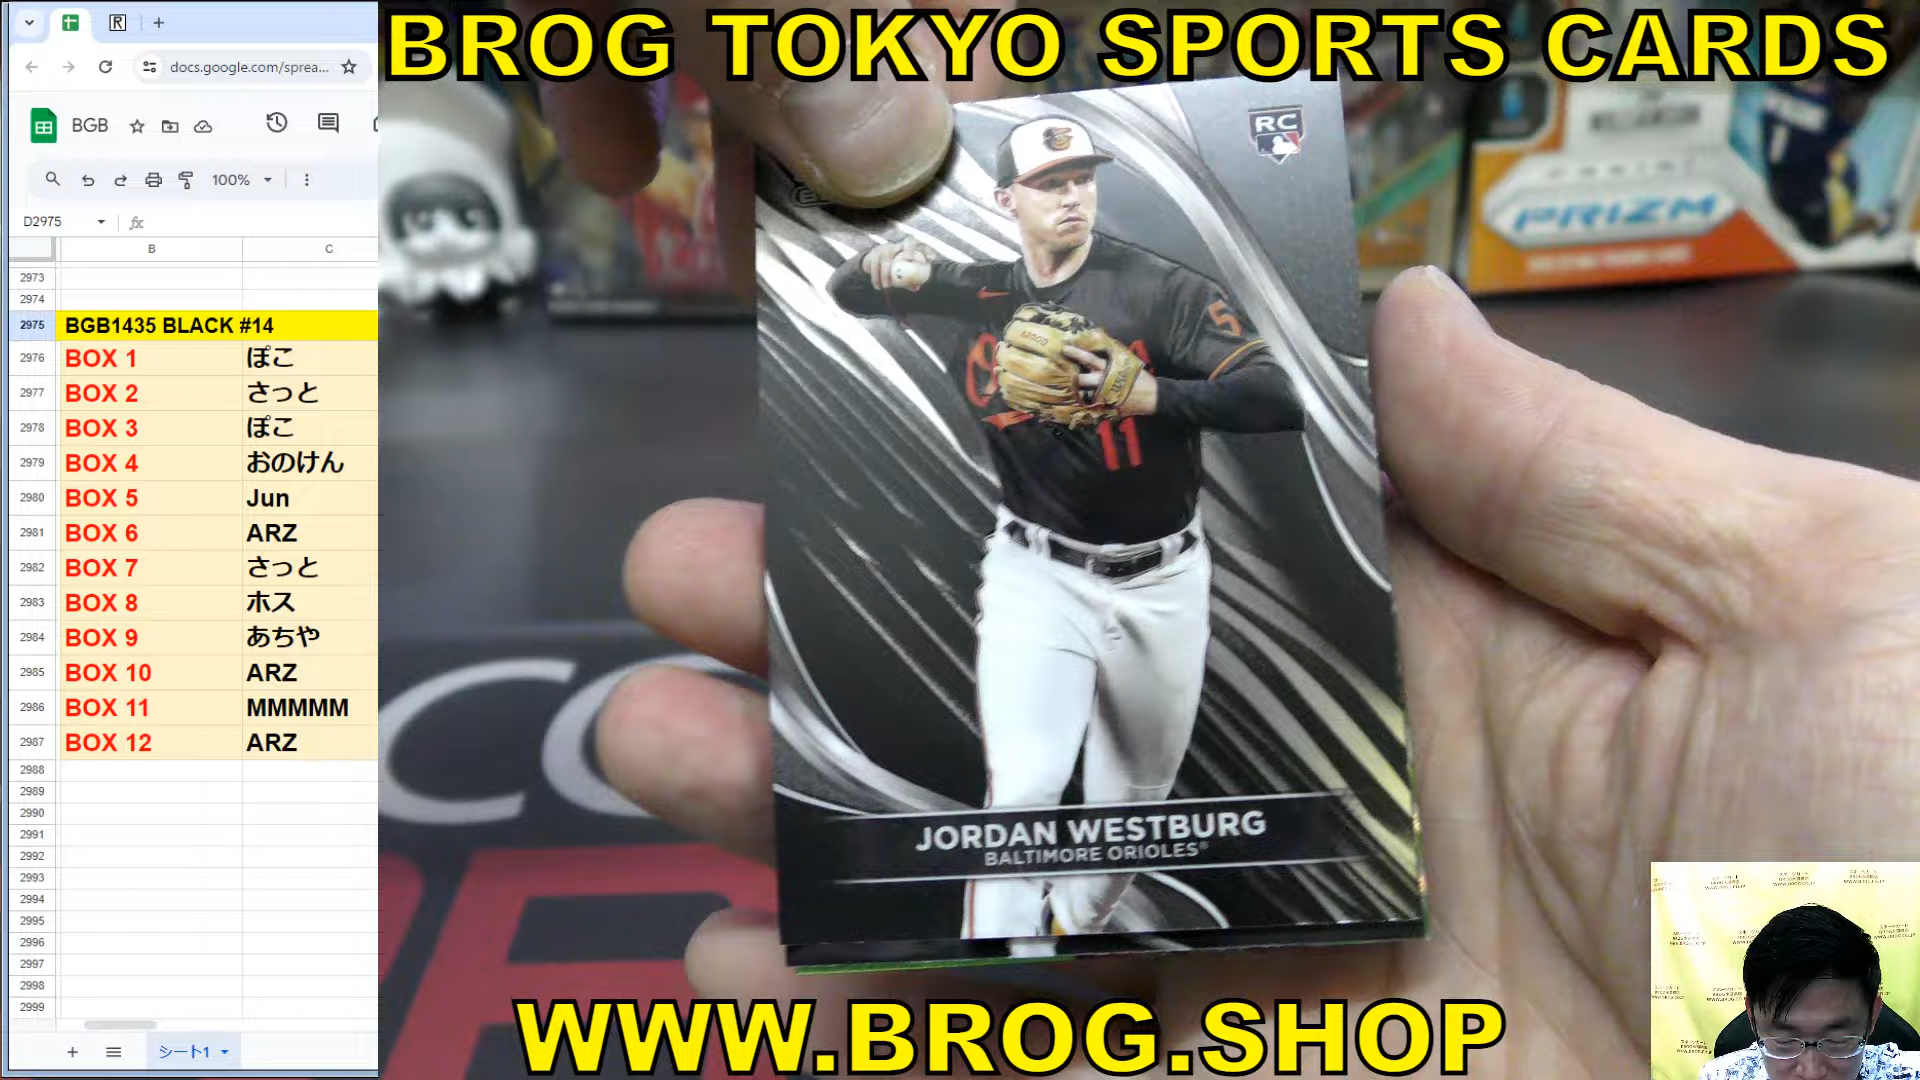 BROG TOKYO SPORTS CARDS
docs.google.com/sprea...
BGB
100%
D2975
fx
B C
2973
2974
2975 BGB1435 BLACK #14
2976 BOX 1 ぽこ
2977 BOX 2 さっと
2978 BOX 3 ぽこ
2979 BOX 4 おのけん
2980 BOX 5 Jun
2981 BOX 6 ARZ
2982 BOX 7 さっと
2983 BOX 8 ホス
2984 BOX 9 あちや
2985 BOX 10 ARZ
2986 BOX 11 MMMMM
2987 BOX 12 ARZ
2988
2989
2990
2991
2992
2993
2994
2995
2996
2997
2998
2999
シート1
RC
PRIZM
5
11
JORDAN WESTBURG
BALTIMORE ORIOLES®
WWW.BROG.SHOP